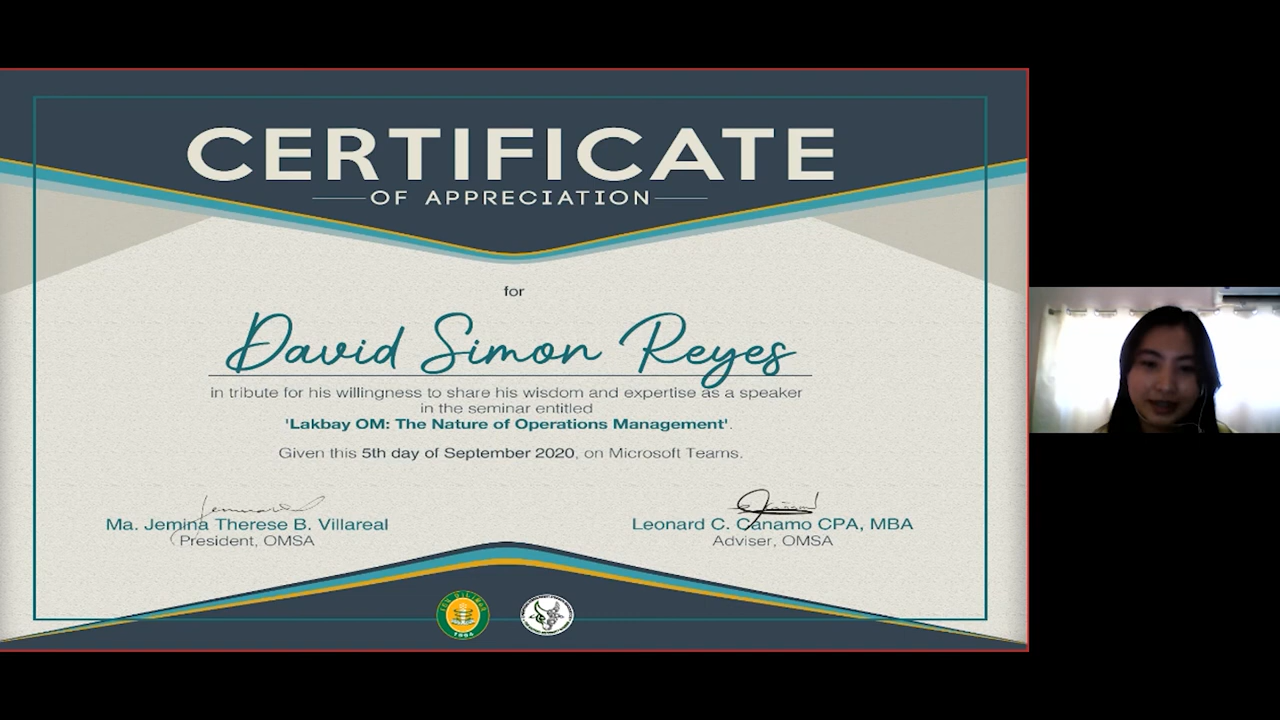 CERTIFICATE
OF APPRECIATION
for
David Simon Reyes
in tribute for his willingness to share his wisdom and expertise as a speaker
in the seminar entitled
'Lakbay OM: The Nature of Operations Management'.
Given this 5th day of September 2020, on Microsoft Teams.
Ma. Jemina Therese B. Villareal
President, OMSA
Leonard C. Canamo CPA, MBA
Adviser, OMSA